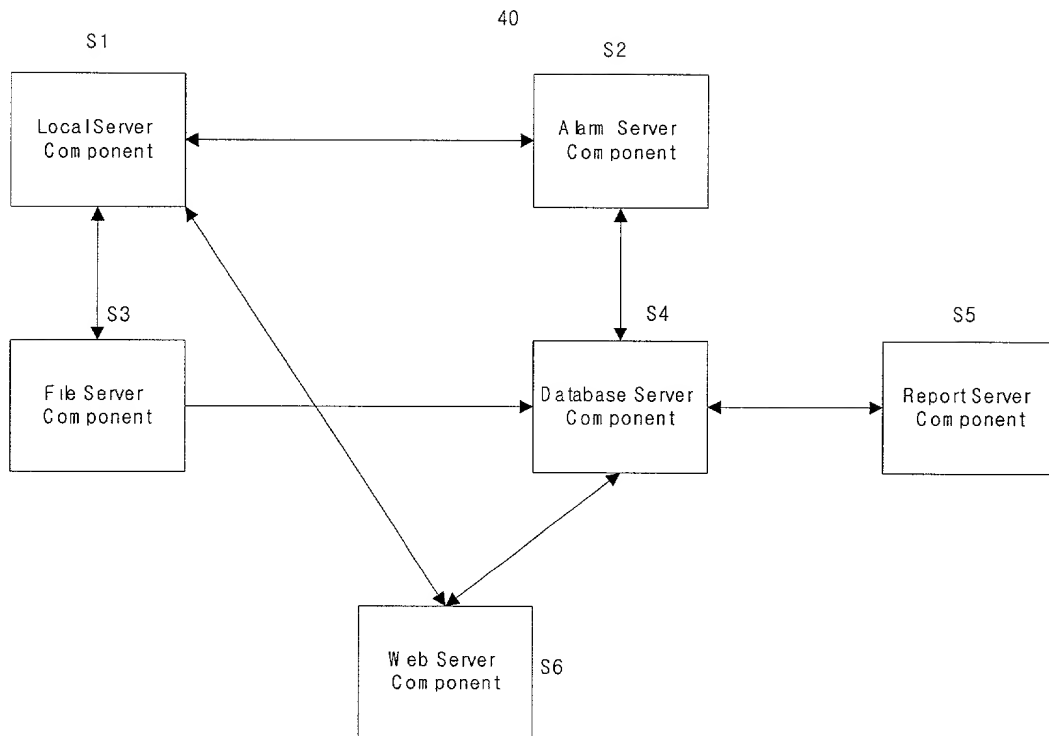 40
S1
S2
Local Server
Component
Alarm Server
Component
S3
S4
S5
File Server
Component
Database Server
Component
Report Server
Component
Web Server
Component
S6